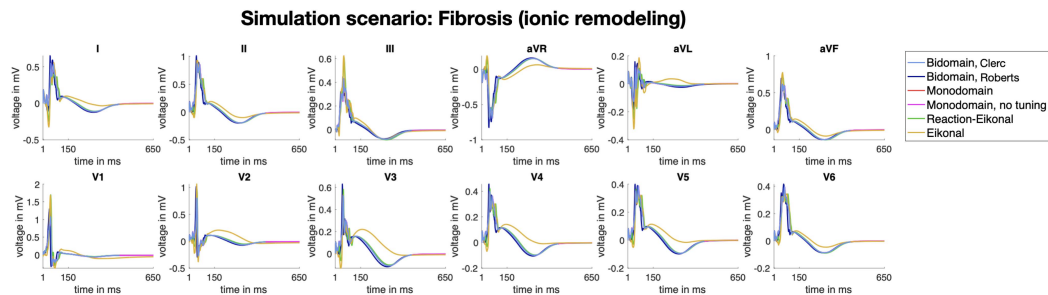 Simulation scenario: Fibrosis (ionic remodeling)
I
II
III
aVR
aVL
aVF
voltage in mV
0.5
0
-0.5
1 150 650
time in ms
voltage in mV
1
0.5
0
-0.5
1 150 650
time in ms
voltage in mV
0.6
0.4
0.2
0
1 150 650
time in ms
voltage in mV
0
-0.5
-1
1 150 650
time in ms
voltage in mV
0.2
0
-0.2
-0.4
1 150 650
time in ms
voltage in mV
1
0.5
0
1 150 650
time in ms
Bidomain, Clerc
Bidomain, Roberts
Monodomain
Monodomain, no tuning
Reaction-Eikonal
Eikonal
V1
V2
V3
V4
V5
V6
voltage in mV
2
1.5
1
0.5
0
-0.5
1 150 650
time in ms
voltage in mV
1
0.5
0
-0.5
1 150 650
time in ms
voltage in mV
0.6
0.4
0.2
0
1 150 650
time in ms
voltage in mV
0.4
0.2
0
-0.2
1 150 650
time in ms
voltage in mV
0.4
0.2
0
-0.2
1 150 650
time in ms
voltage in mV
0.4
0.2
0
-0.2
1 150 650
time in ms